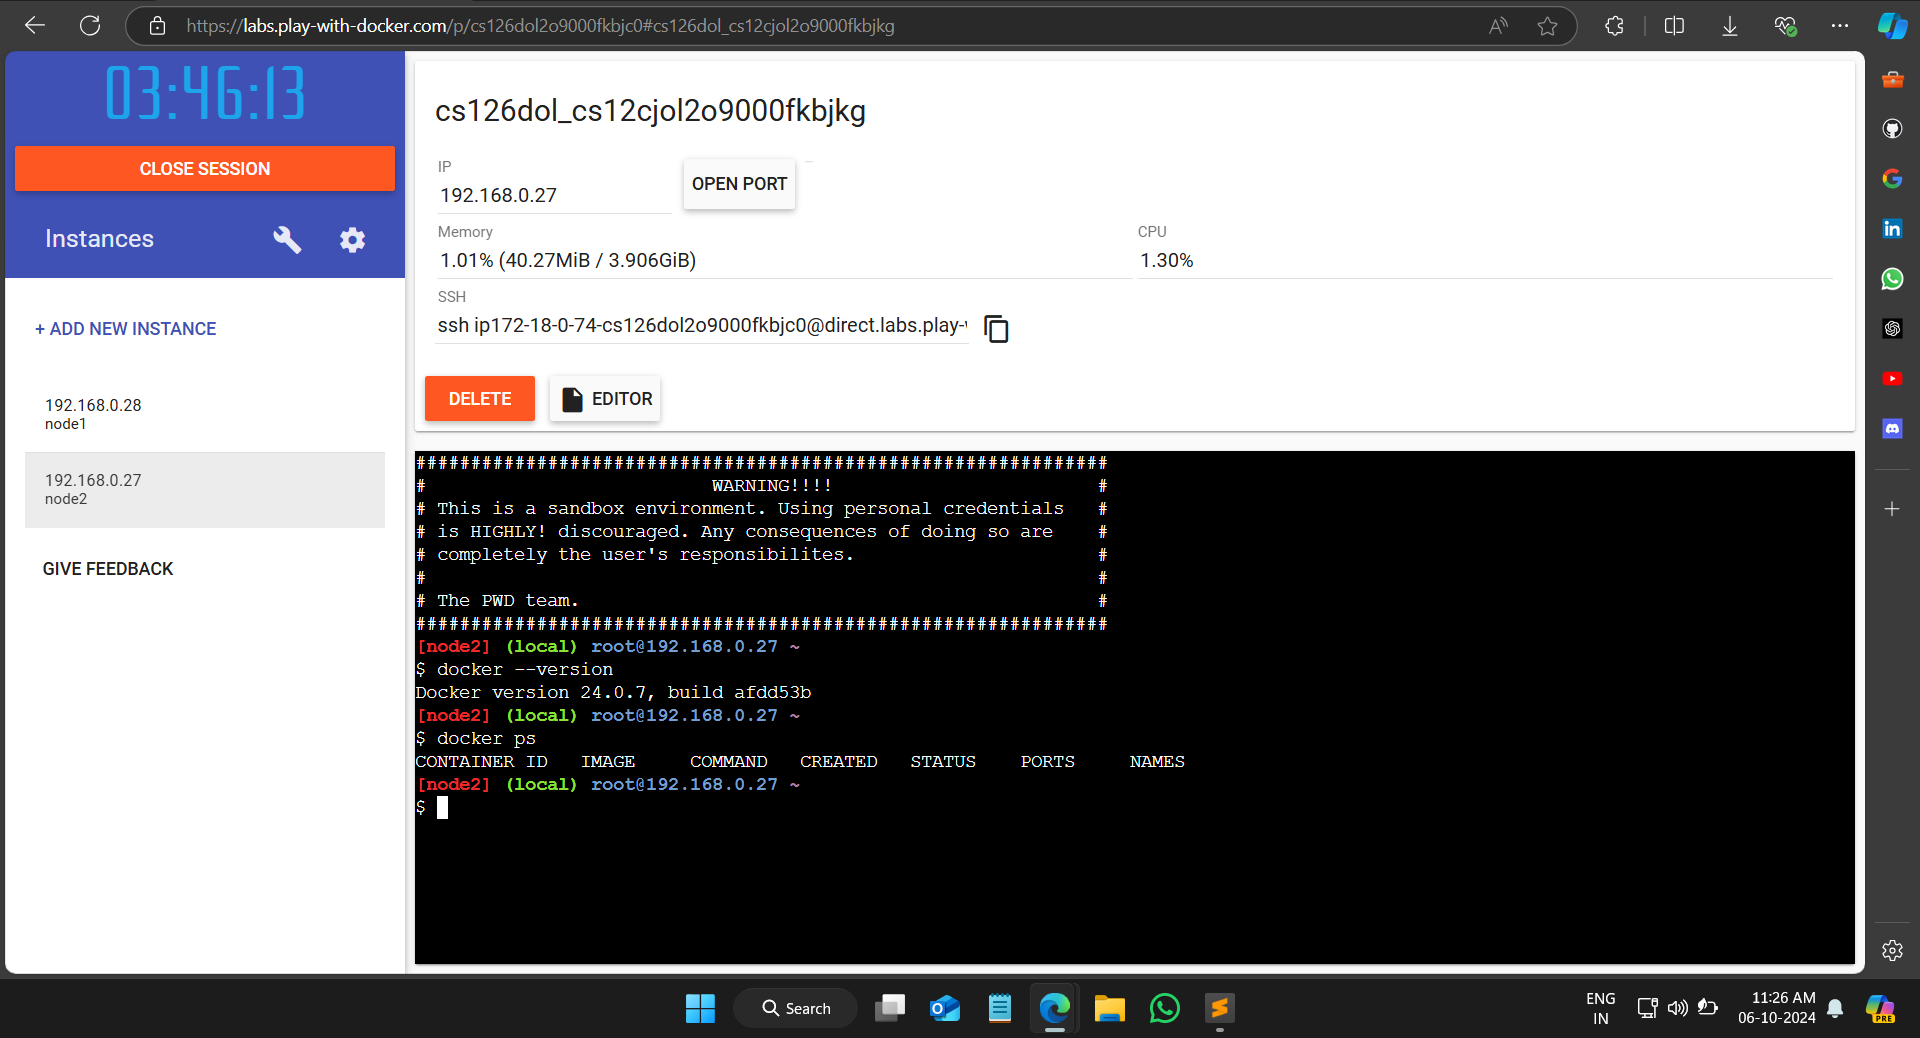 https://labs.play-with-docker.com/p/cs126dol2o9000fkbjc0#cs126dol_cs12cjol2o9000fkbjkg
03:46:13
CLOSE SESSION
Instances
+ ADD NEW INSTANCE
192.168.0.28
node1
192.168.0.27
node2
GIVE FEEDBACK
cs126dol_cs12cjol2o9000fkbjkg
IP
192.168.0.27
OPEN PORT
Memory
1.01% (40.27MiB / 3.906GiB)
CPU
1.30%
SSH
ssh ip172-18-0-74-cs126dol2o9000fkbjc0@direct.labs.play-
DELETE
EDITOR
###############################################################
#                          WARNING!!!!                        #
# This is a sandbox environment. Using personal credentials   #
# is HIGHLY! discouraged. Any consequences of doing so are    #
# completely the user's responsibilites.                      #
#                                                             #
# The PWD team.                                               #
###############################################################
[node2] (local) root@192.168.0.27 ~
$ docker --version
Docker version 24.0.7, build afdd53b
[node2] (local) root@192.168.0.27 ~
$ docker ps
CONTAINER ID   IMAGE     COMMAND   CREATED   STATUS    PORTS     NAMES
[node2] (local) root@192.168.0.27 ~
$
Search
ENG
IN
11:26 AM
06-10-2024
PRE